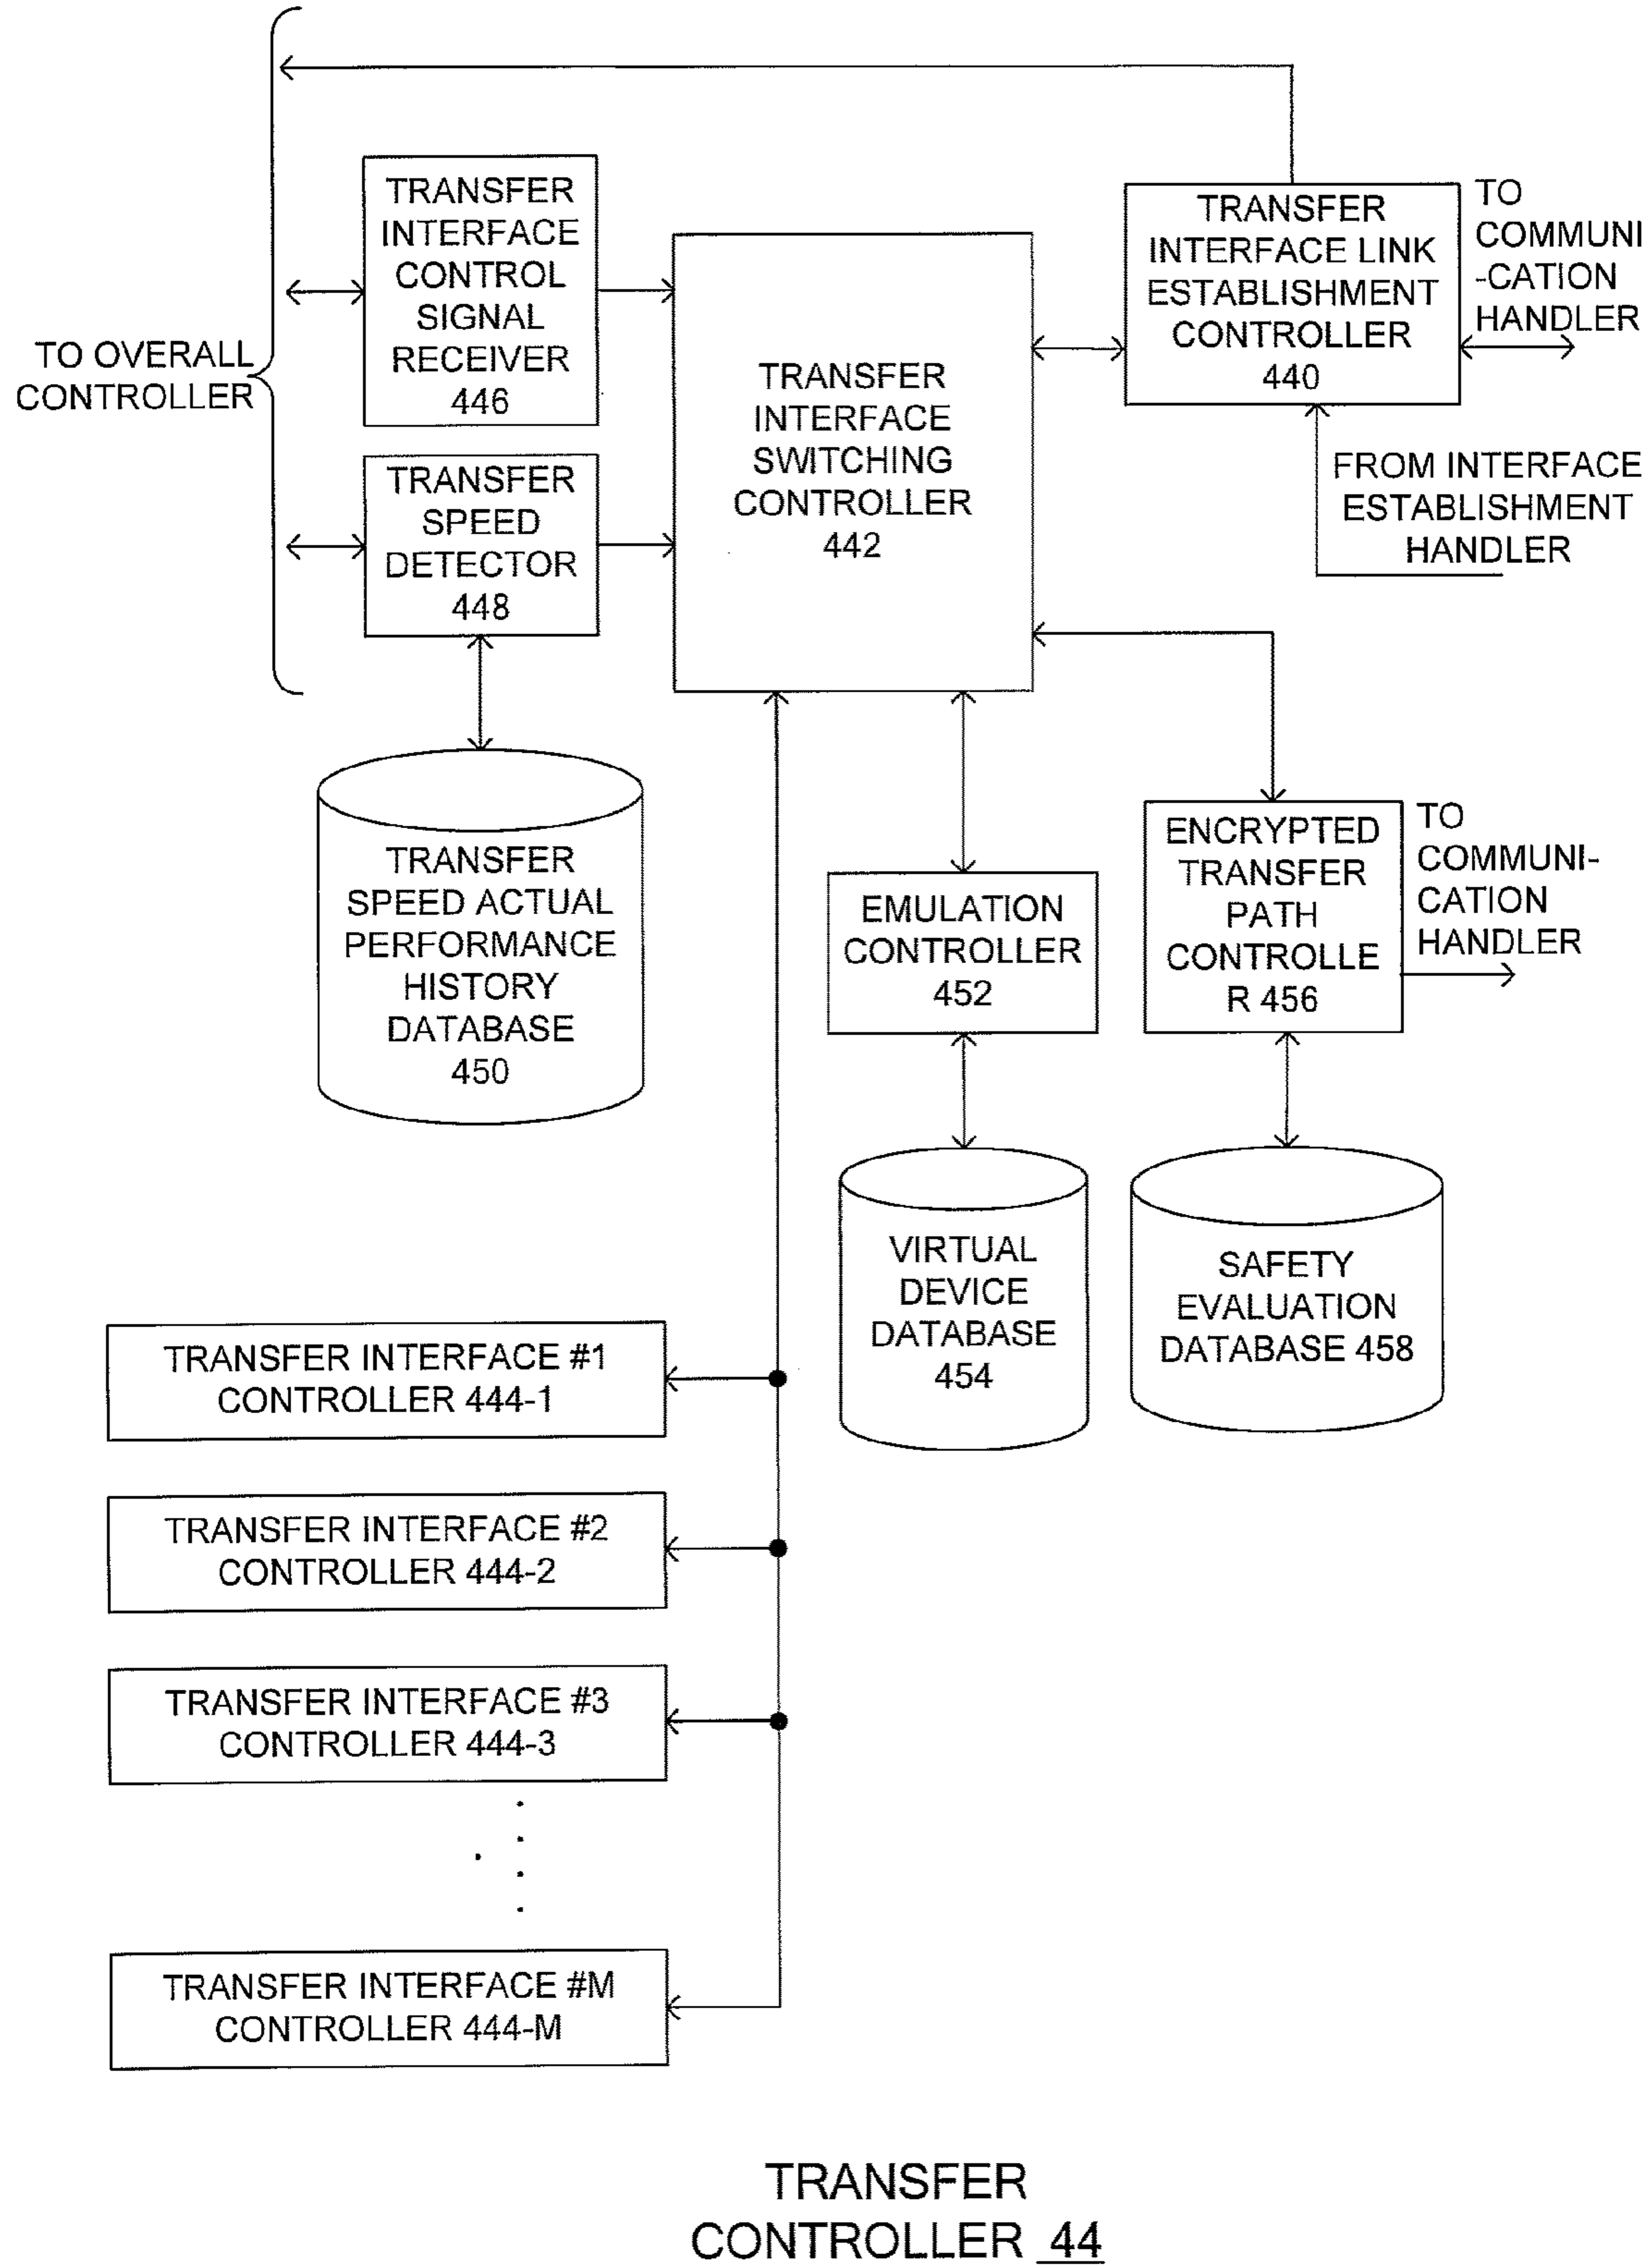 TO OVERALL
CONTROLLER
TRANSFER
INTERFACE
CONTROL
SIGNAL
RECEIVER
446
TRANSFER
SPEED
DETECTOR
448
TRANSFER
SPEED ACTUAL
PERFORMANCE
HISTORY
DATABASE
450
TRANSFER
INTERFACE
SWITCHING
CONTROLLER
442
TRANSFER
INTERFACE LINK
ESTABLISHMENT
CONTROLLER
440
TO
COMMUNI
-CATION
HANDLER
FROM INTERFACE
ESTABLISHMENT
HANDLER
EMULATION
CONTROLLER
452
ENCRYPTED
TRANSFER
PATH
CONTROLLE
R 456
TO
COMMUNI-
CATION
HANDLER
VIRTUAL
DEVICE
DATABASE
454
SAFETY
EVALUATION
DATABASE 458
TRANSFER INTERFACE #1
CONTROLLER 444-1
TRANSFER INTERFACE #2
CONTROLLER 444-2
TRANSFER INTERFACE #3
CONTROLLER 444-3
TRANSFER INTERFACE #M
CONTROLLER 444-M
TRANSFER
CONTROLLER 44